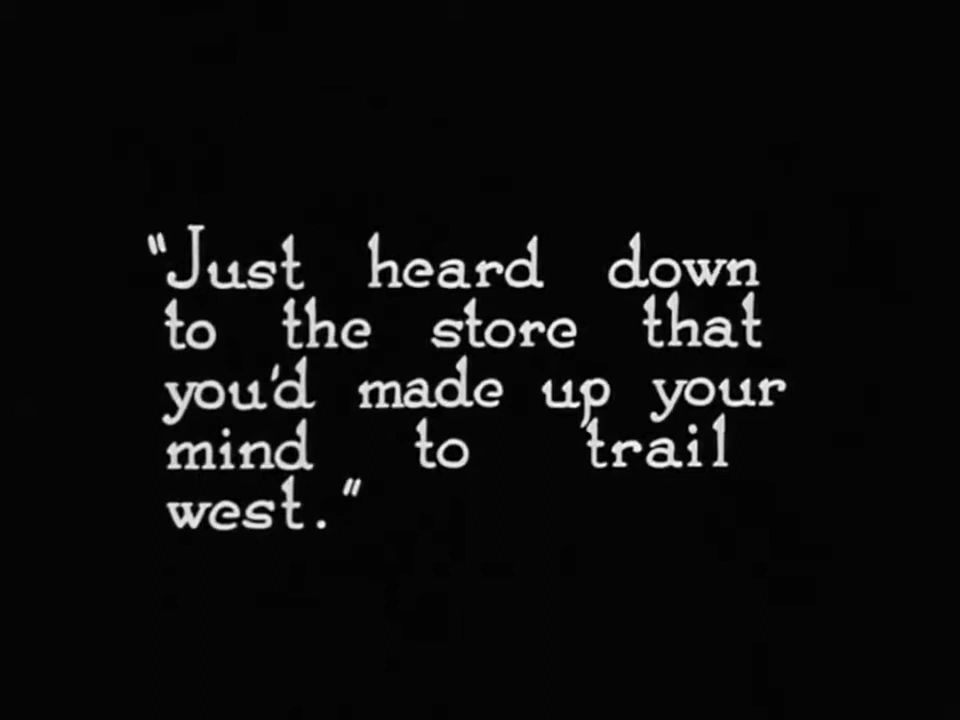 "Just heard down
to the store that
you'd made up your
mind to trail
west."